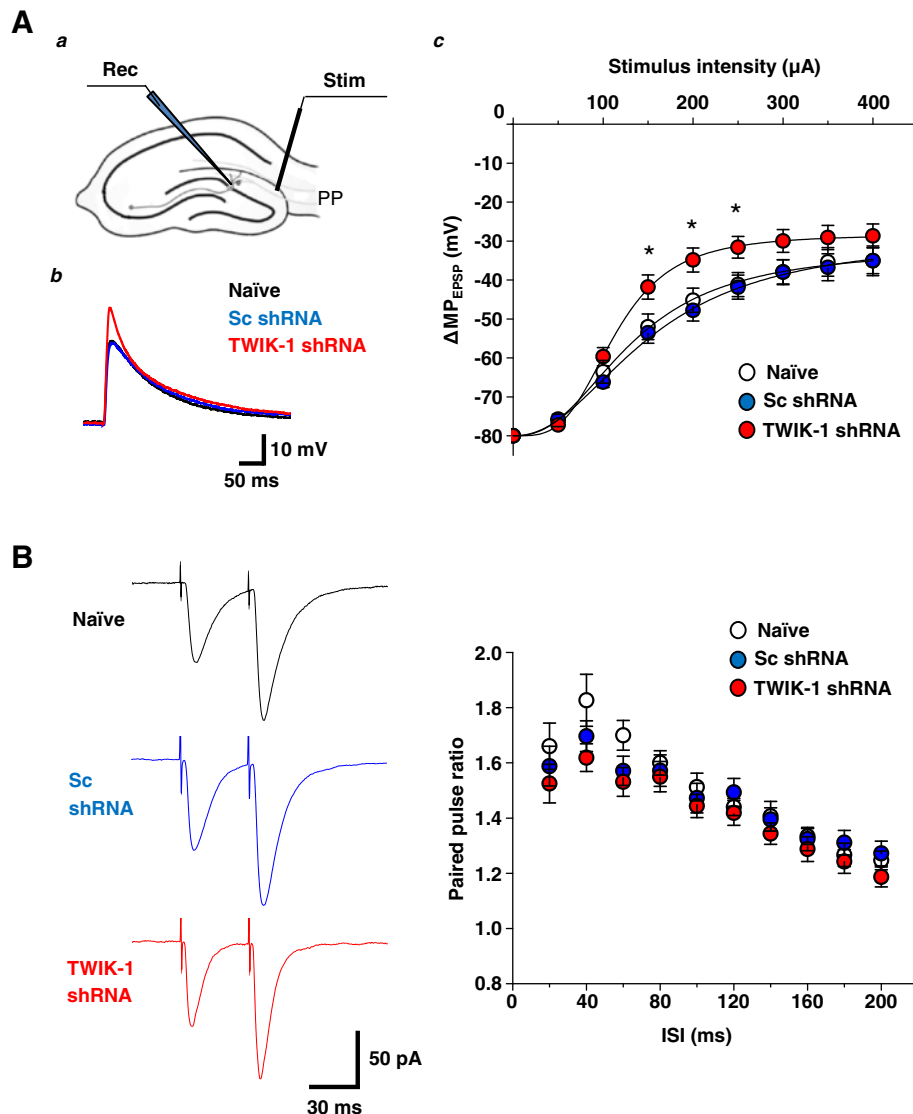 A
a
Rec
Stim
PP
b
Naïve
Sc shRNA
TWIK-1 shRNA
10 mV
50 ms
c
Stimulus intensity (µA)
0 100 200 300 400
-10
-20
-30
-40
-50
-60
-70
-80
ΔMP_EPSP (mV)
* * *
Naïve
Sc shRNA
TWIK-1 shRNA
B
Naïve
Sc
shRNA
TWIK-1
shRNA
50 pA
30 ms
Naïve
Sc shRNA
TWIK-1 shRNA
Paired pulse ratio
2.0
1.8
1.6
1.4
1.2
1.0
0.8
0 40 80 120 160 200
ISI (ms)